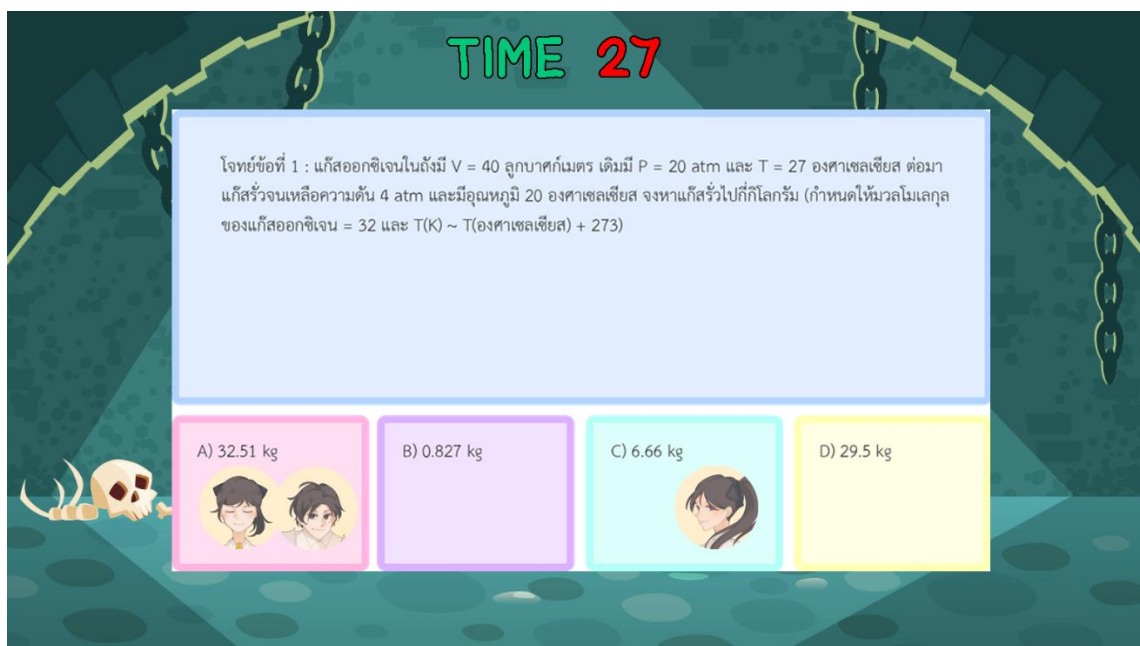 TIME 27
โจทย์ข้อที่ 1 : แก๊สออกซิเจนในถังมี V = 40 ลูกบาศก์เมตร เดิมมี P = 20 atm และ T = 27 องศาเซลเซียส ต่อมา
แก๊สรั่วจนเหลือความดัน 4 atm และมีอุณหภูมิ 20 องศาเซลเซียส จงหาแก๊สรั่วไปกี่กิโลกรัม (กำหนดให้มวลโมเลกุล
ของแก๊สออกซิเจน = 32 และ T(K) ~ T(องศาเซลเซียส) + 273)
A) 32.51 kg
B) 0.827 kg
C) 6.66 kg
D) 29.5 kg